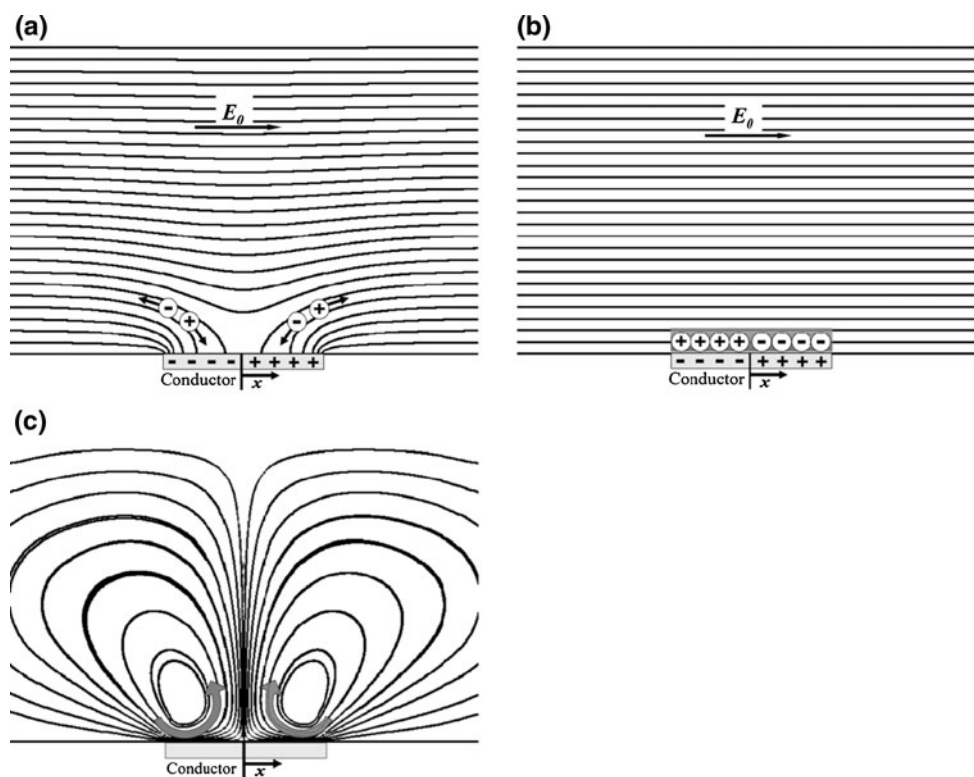 (a)
E₀
- - - - + + + +
- + - +
Conductor x
(b)
E₀
+ + + + - - - -
- - - - + + + +
Conductor x
(c)
Conductor x